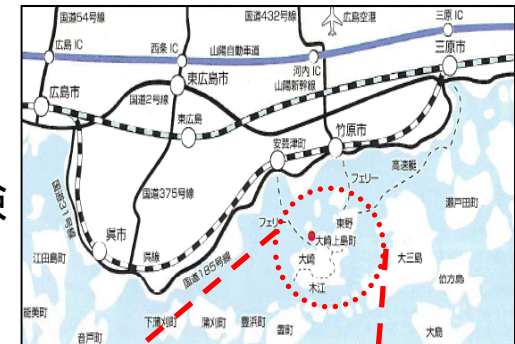 国道54号線
国道432号線
広島空港
三原IC
広島IC
西条IC
山陽自動車道
河内IC
三原市
山陽新幹線
広島市
東広島市
国道2号線
東広島
安芸津町
竹原市
高速艇
フェリー
国道375号線
国道31号線
瀬戸田町
フェリー
東野
大崎上島町
呉市
呉線
国道185号線
大崎
木江
江田島町
大三島
伯方島
能美町
音戸町
下蒲刈町
蒲刈町
豊浜町
豊町
大島